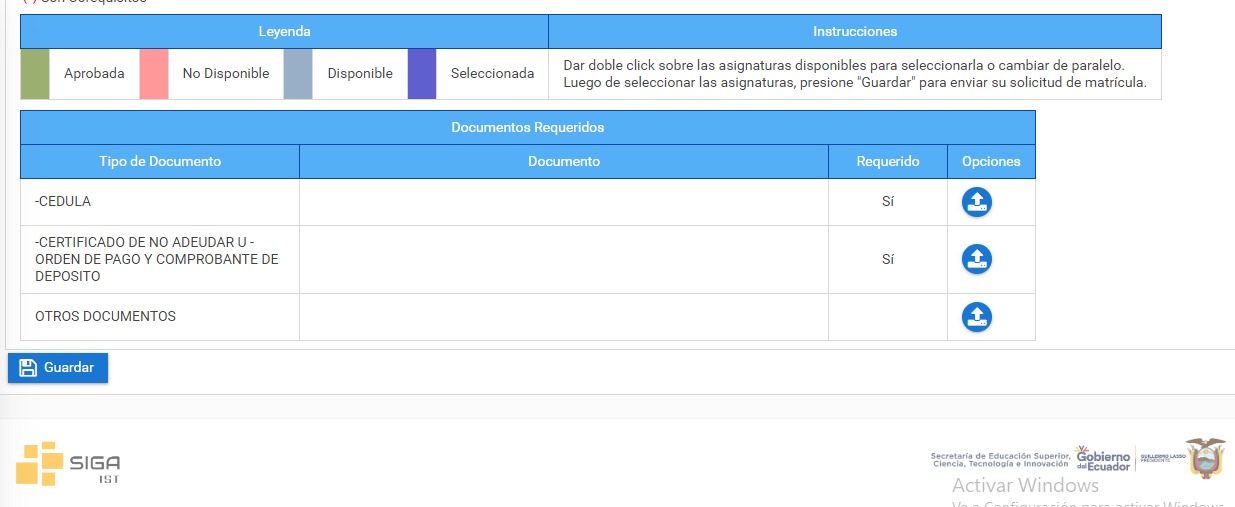 (*) Son Corequisitos
Leyenda
Instrucciones
Aprobada
No Disponible
Disponible
Seleccionada
Dar doble click sobre las asignaturas disponibles para seleccionarla o cambiar de paralelo.
Luego de seleccionar las asignaturas, presione "Guardar" para enviar su solicitud de matrícula.
Documentos Requeridos
Tipo de Documento
Documento
Requerido
Opciones
-CEDULA
Sí
-CERTIFICADO DE NO ADEUDAR U -
ORDEN DE PAGO Y COMPROBANTE DE
DEPOSITO
Sí
OTROS DOCUMENTOS
Guardar
SIGA
IST
Secretaría de Educación Superior,
Ciencia, Tecnología e Innovación
Gobierno
del Ecuador
GUILLERMO LASSO
PRESIDENTE
Activar Windows
Ve a Configuración para activar Windows.